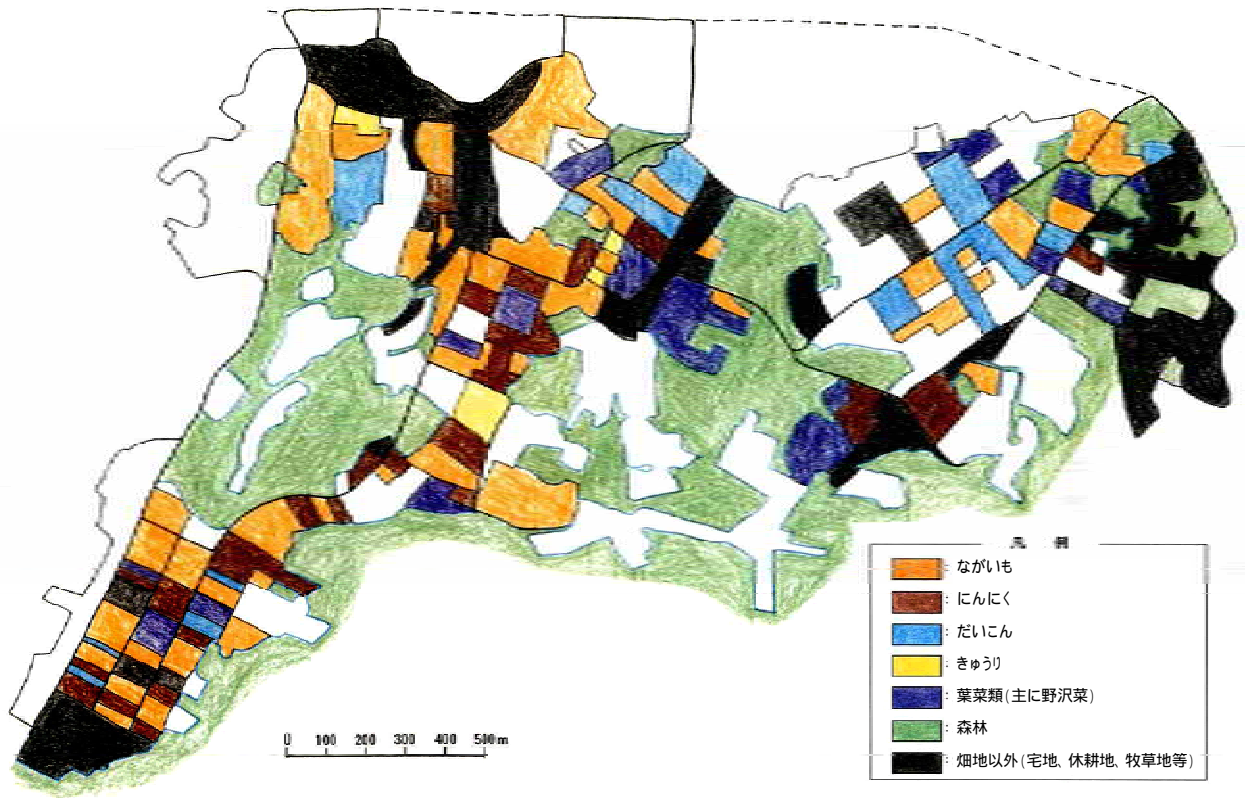 0 100 200 300 400 500m
凡 例
: ながいも
: にんにく
: だいこん
: きゅうり
: 葉菜類(主に野沢菜)
: 森林
: 畑地以外(宅地、休耕地、牧草地等)